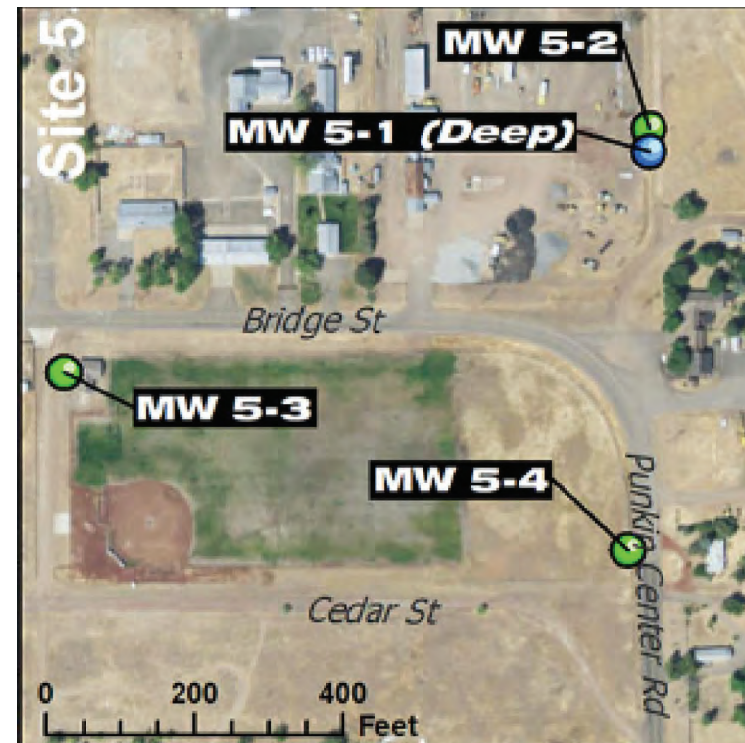 Site 5
MW 5-2
MW 5-1 (Deep)
Bridge St
MW 5-3
MW 5-4
Punkin Center Rd
Cedar St
0 200 400
Feet